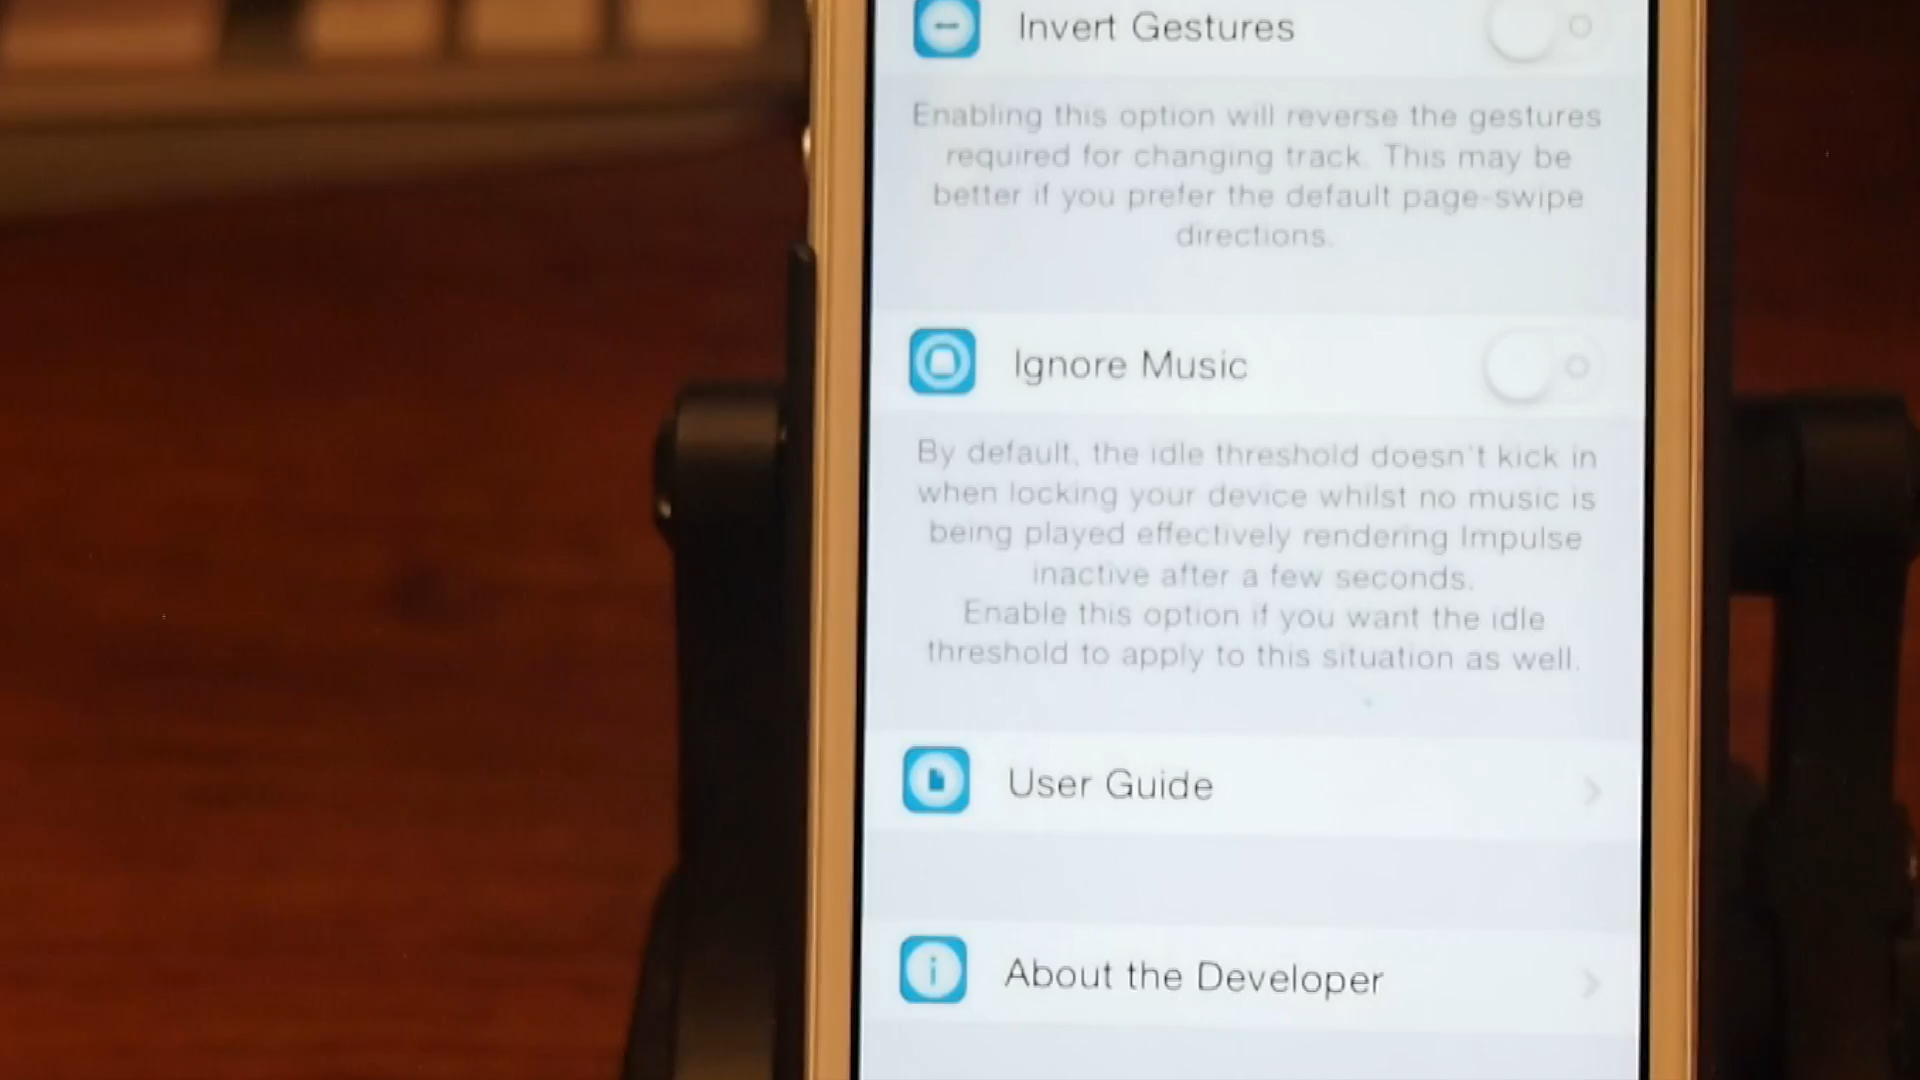 Invert Gestures
Enabling this option will reverse the gestures
required for changing track. This may be
better if you prefer the default page-swipe
directions.
Ignore Music
By default, the idle threshold doesn't kick in
when locking your device whilst no music is
being played effectively rendering Impulse
inactive after a few seconds.
Enable this option if you want the idle
threshold to apply to this situation as well.
User Guide
About the Developer